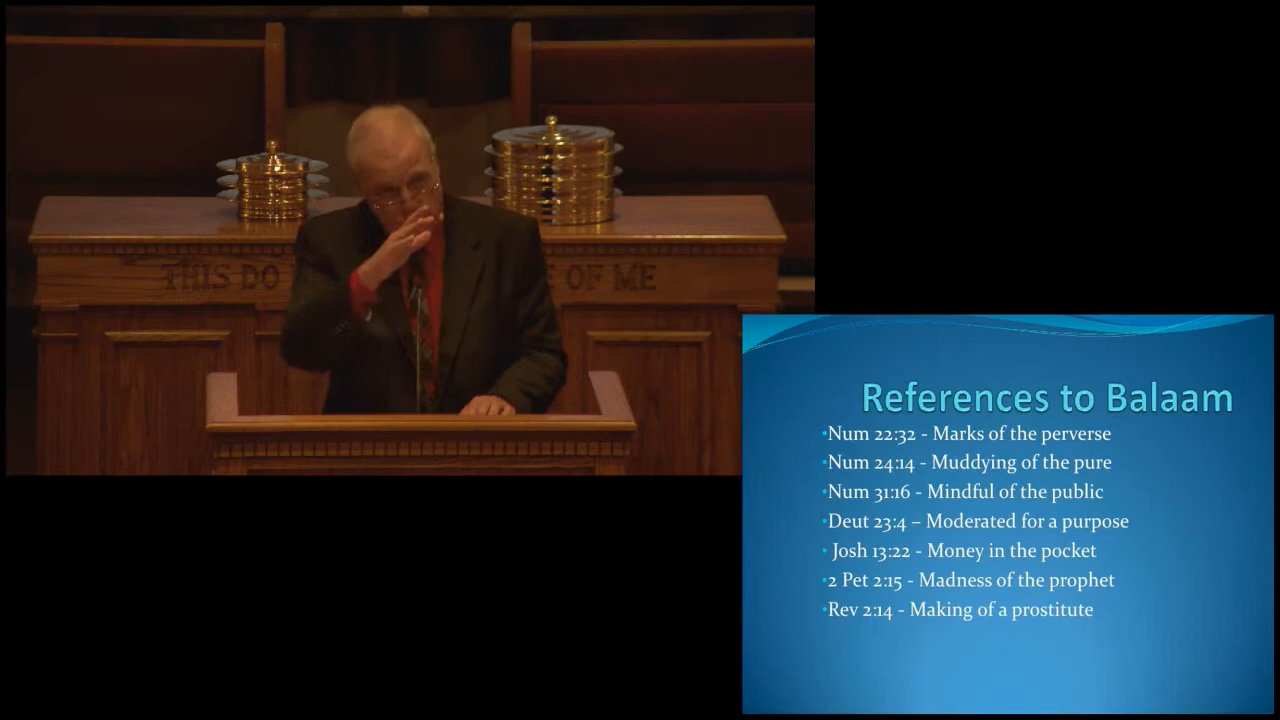 THIS DO E OF ME
References to Balaam
•Num 22:32 - Marks of the perverse
•Num 24:14 - Muddying of the pure
•Num 31:16 - Mindful of the public
•Deut 23:4 – Moderated for a purpose
• Josh 13:22 - Money in the pocket
•2 Pet 2:15 - Madness of the prophet
•Rev 2:14 - Making of a prostitute